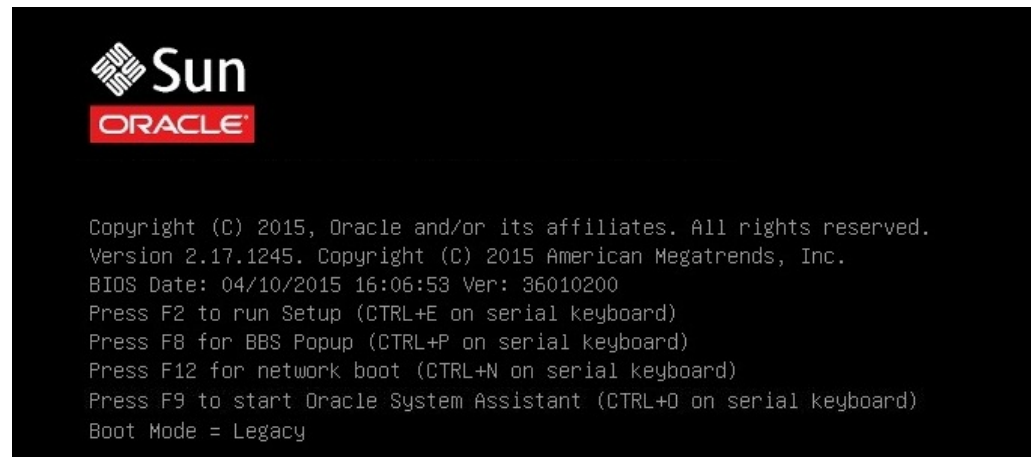 Sun
ORACLE
Copyright (C) 2015, Oracle and/or its affiliates. All rights reserved.
Version 2.17.1245. Copyright (C) 2015 American Megatrends, Inc.
BIOS Date: 04/10/2015 16:06:53 Ver: 36010200
Press F2 to run Setup (CTRL+E on serial keyboard)
Press F8 for BBS Popup (CTRL+P on serial keyboard)
Press F12 for network boot (CTRL+N on serial keyboard)
Press F9 to start Oracle System Assistant (CTRL+O on serial keyboard)
Boot Mode = Legacy